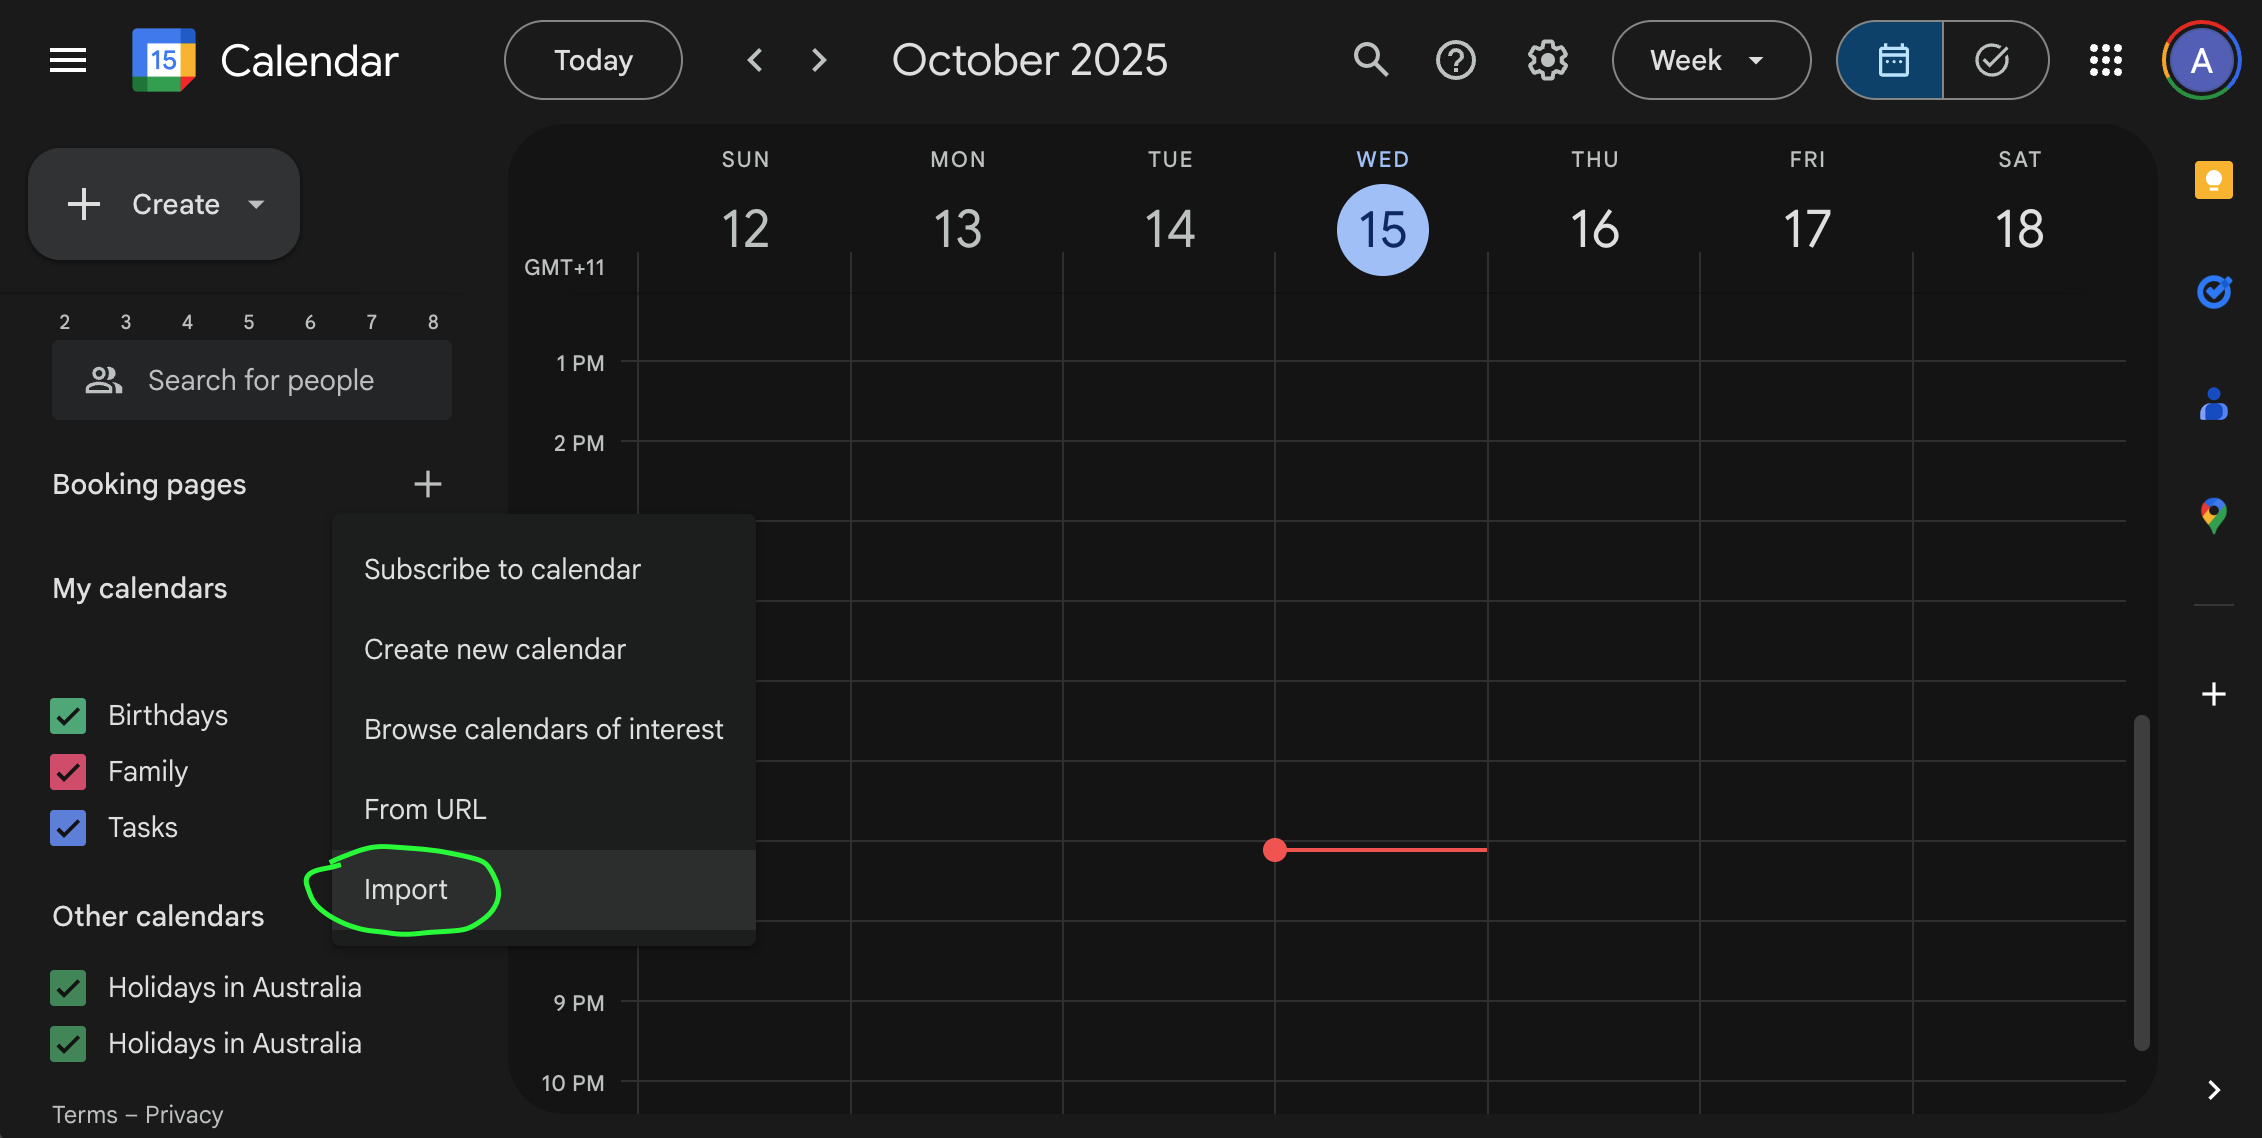 15 Calendar
Today
October 2025
Week
A
Create
SUN MON TUE WED THU FRI SAT
12 13 14 15 16 17 18
GMT+11
2 3 4 5 6 7 8
Search for people
Booking pages
My calendars
Birthdays
Family
Tasks
Other calendars
Holidays in Australia
Holidays in Australia
Terms – Privacy
Subscribe to calendar
Create new calendar
Browse calendars of interest
From URL
Import
1 PM
2 PM
9 PM
10 PM